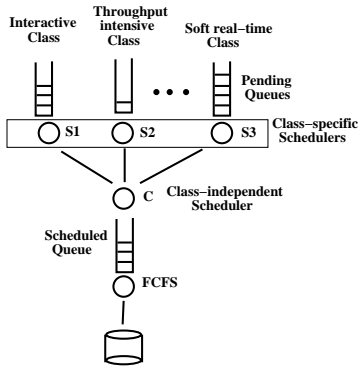 Interactive
Class
Throughput
intensive
Class
Soft real-time
Class
Pending
Queues
S1
S2
S3
Class-specific
Schedulers
C
Class-independent
Scheduler
Scheduled
Queue
FCFS